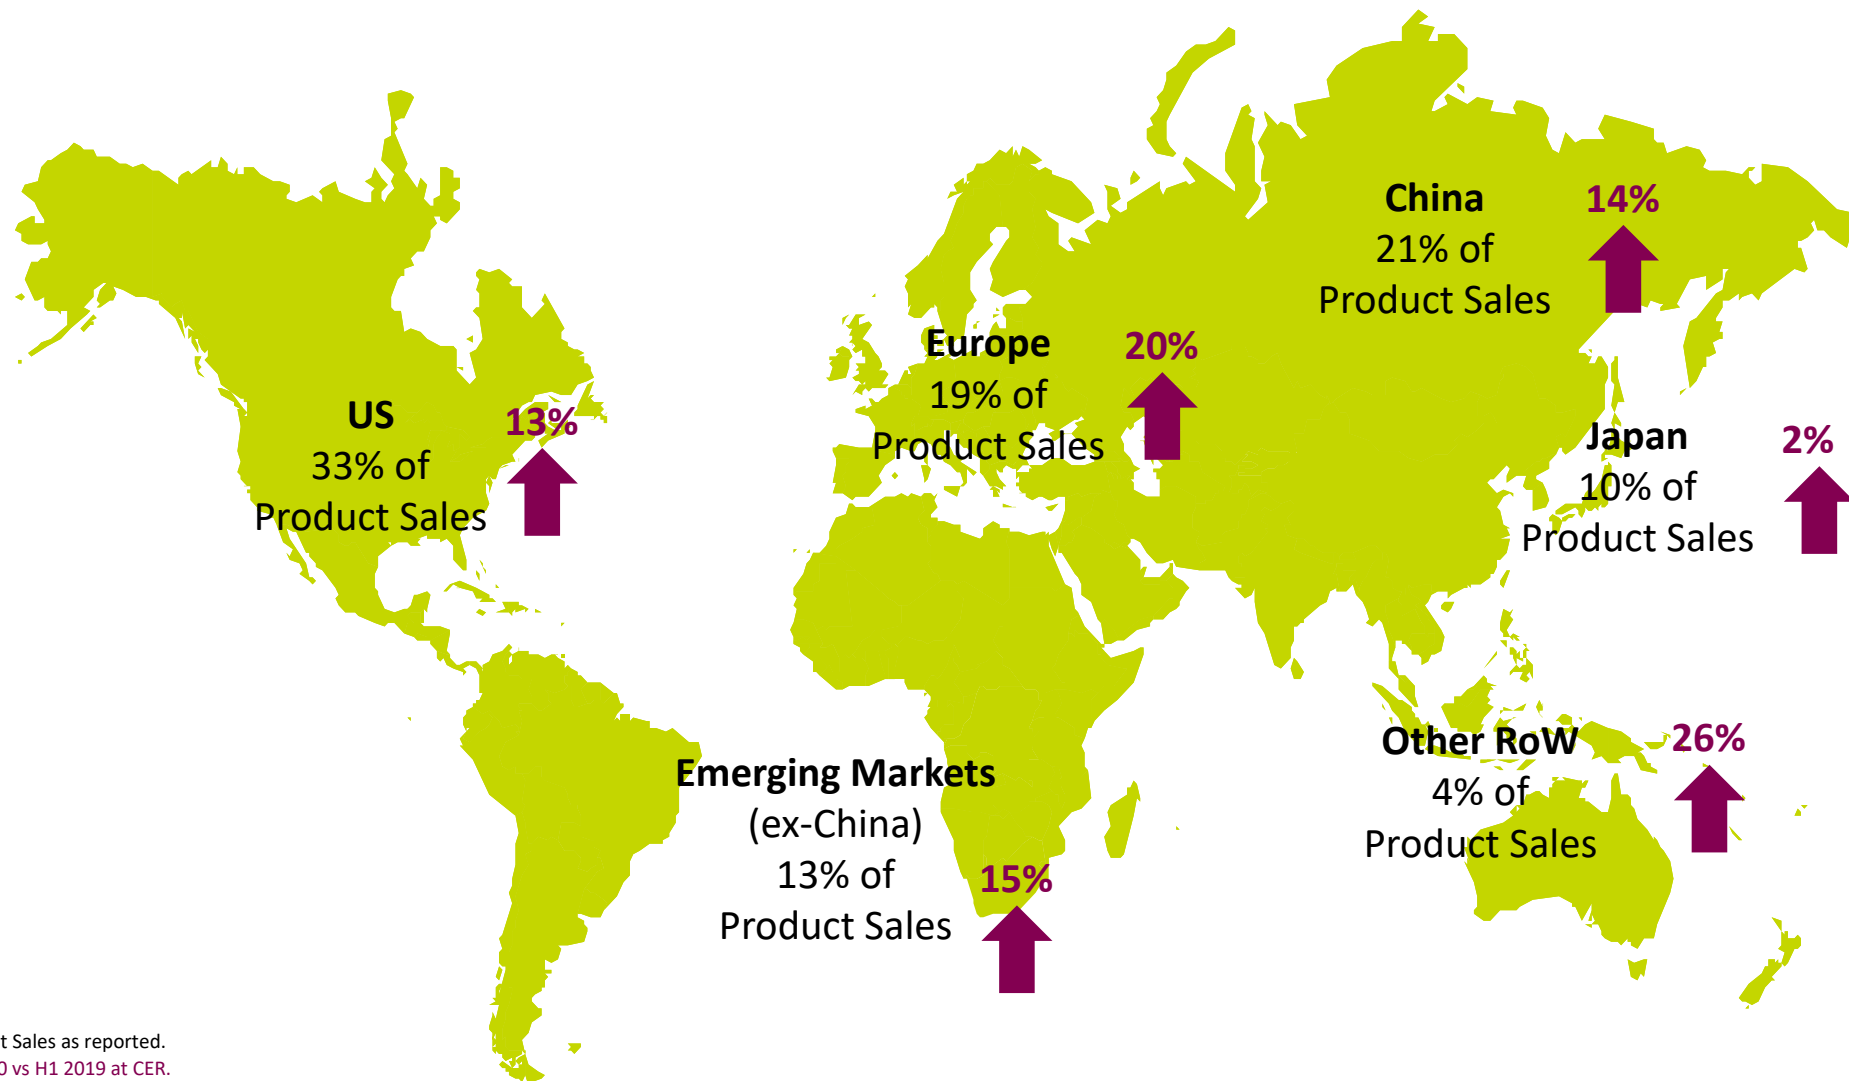 China
21% of
Product Sales
14%
Europe
19% of
Product Sales
20%
US
33% of
Product Sales
13%
Japan
10% of
Product Sales
2%
Emerging Markets
(ex-China)
13% of
Product Sales
15%
Other RoW
4% of
Product Sales
26%
Sales as reported.
vs H1 2019 at CER.